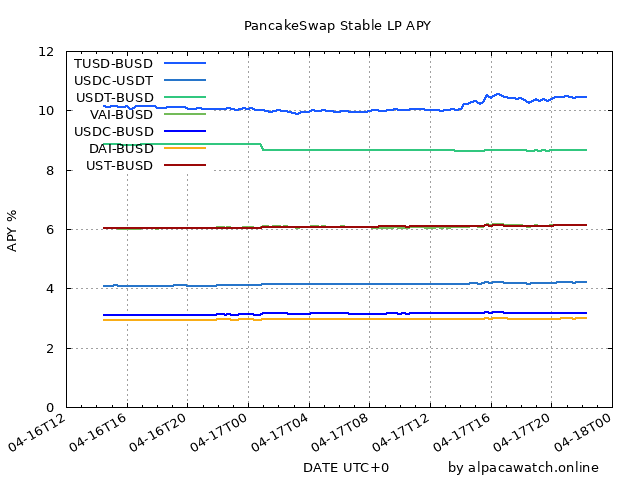 PancakeSwap Stable LP APY
12
10
8
6
4
2
0
APY %
TUSD-BUSD
USDC-USDT
USDT-BUSD
VAI-BUSD
USDC-BUSD
DAI-BUSD
UST-BUSD
04-16T12
04-16T16
04-16T20
04-17T00
04-17T04
04-17T08
04-17T12
04-17T16
04-17T20
04-18T00
DATE UTC+0
by alpacawatch.online